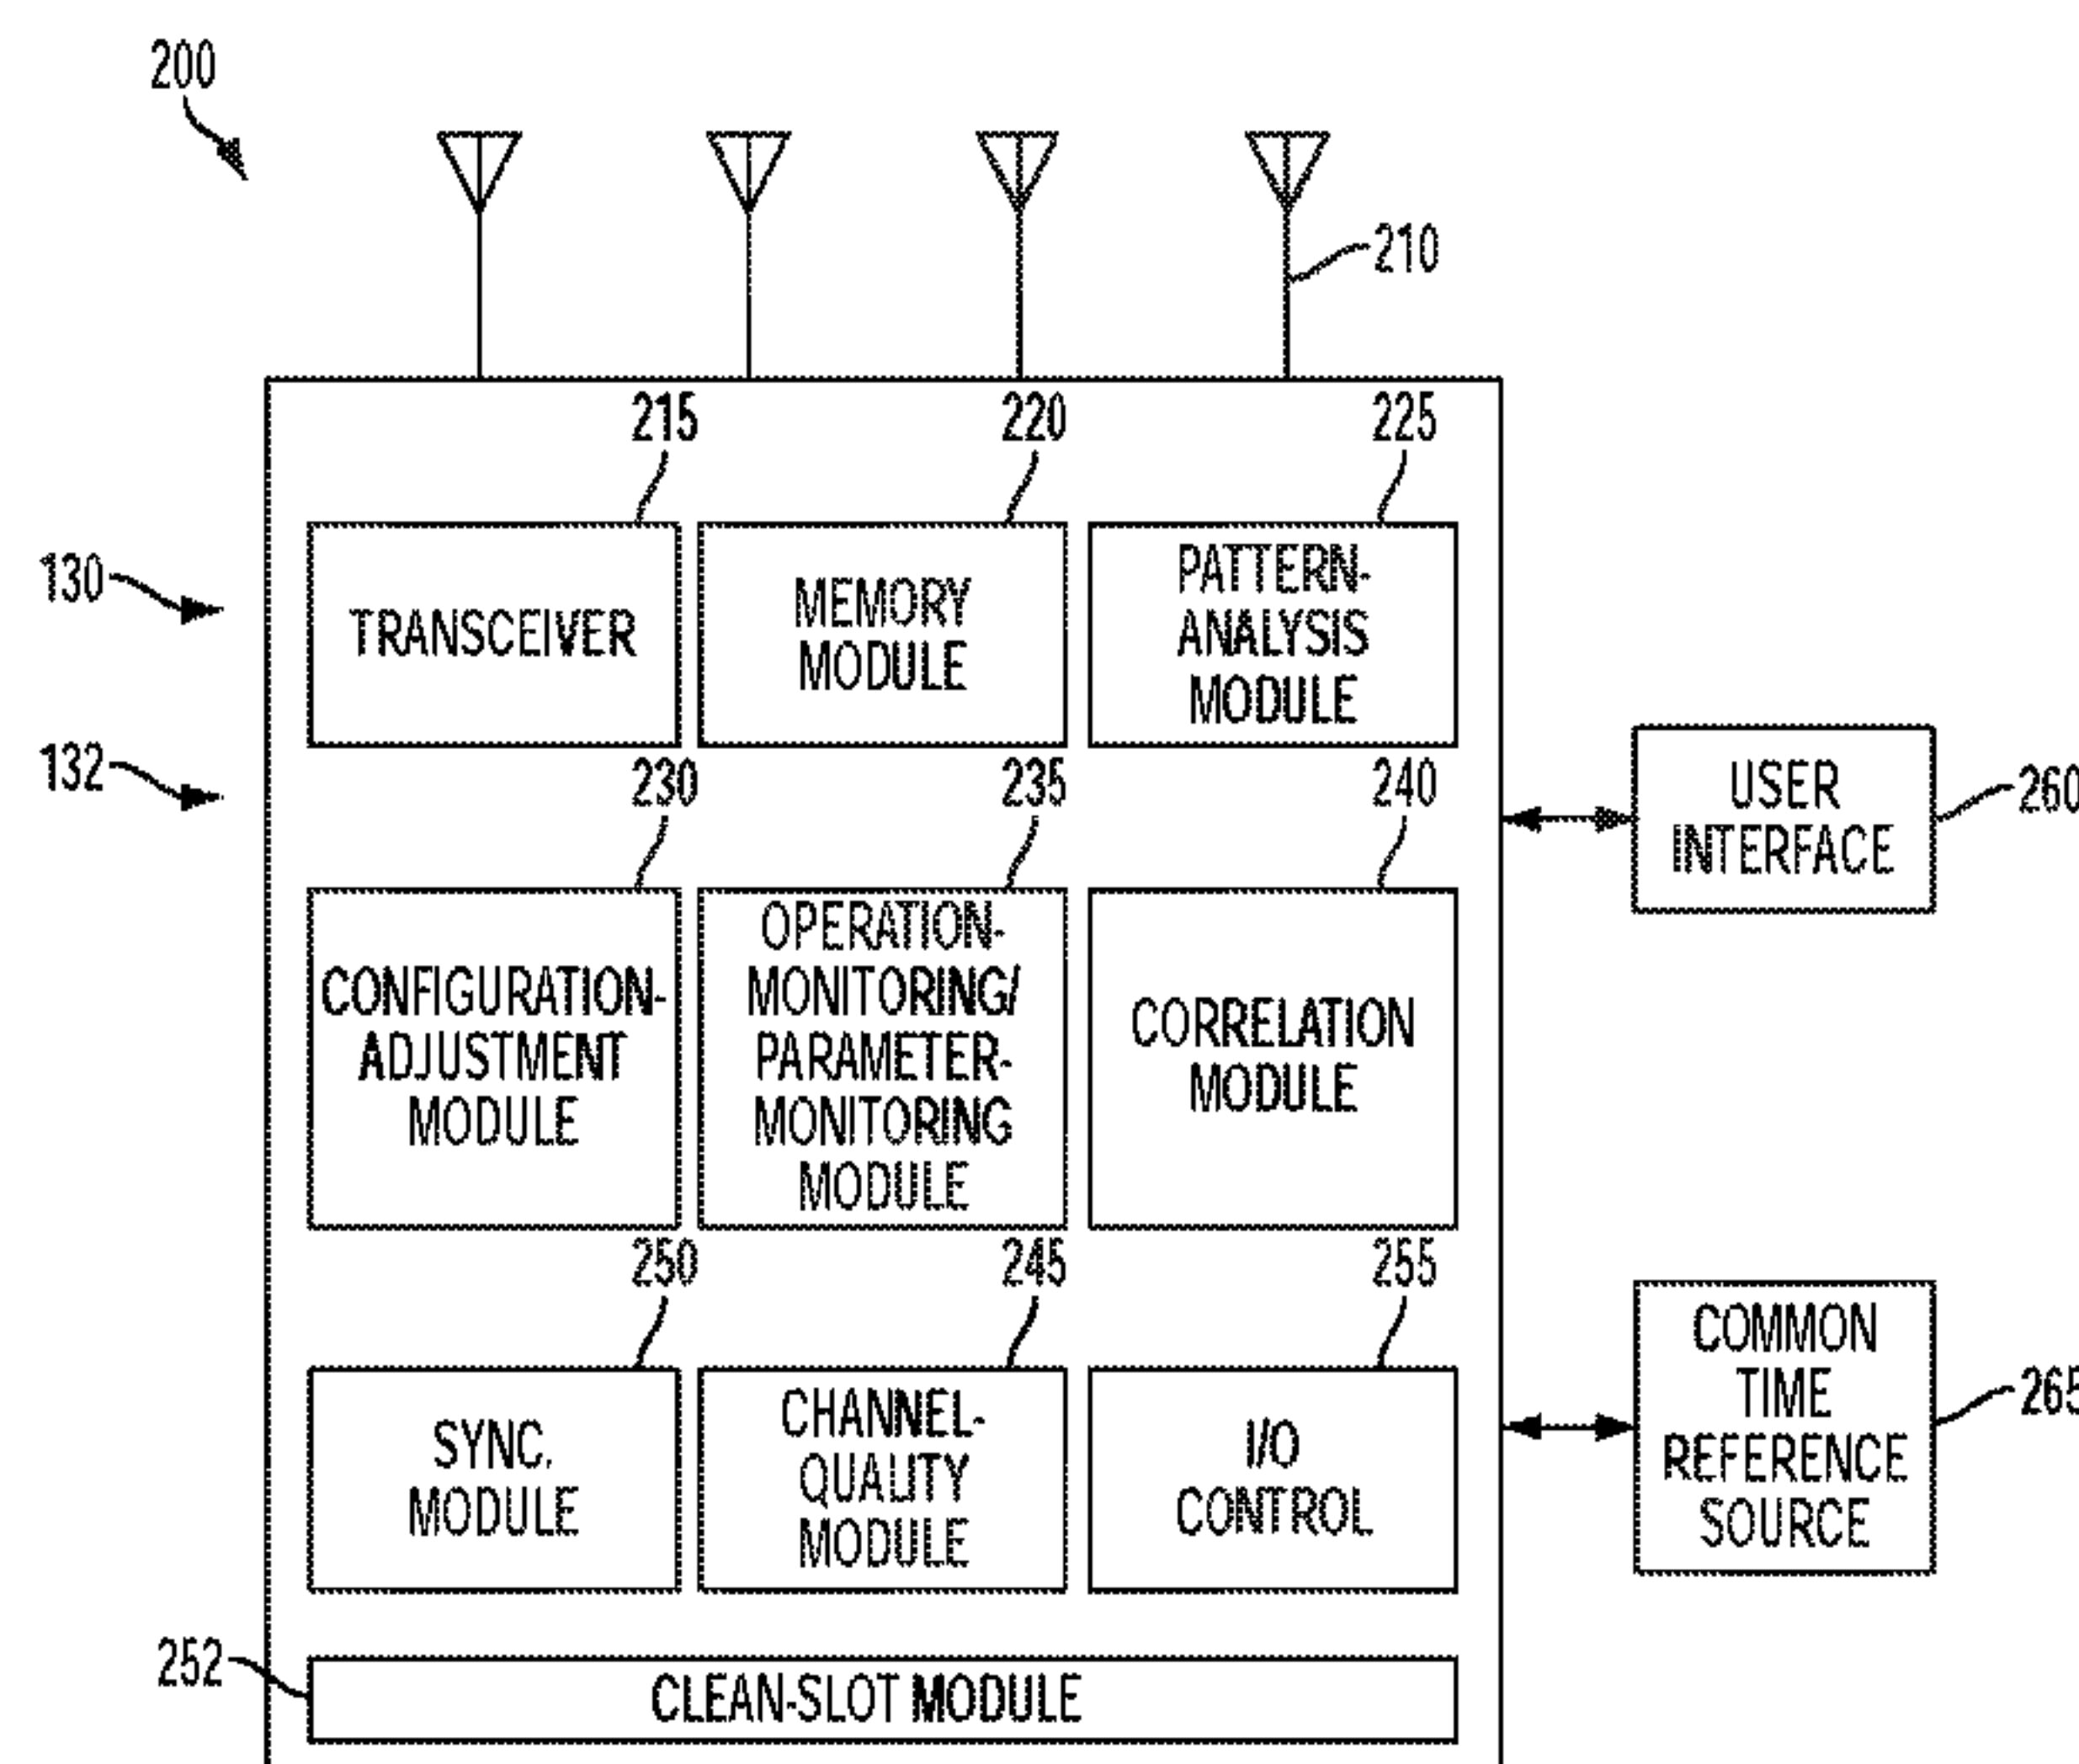 200
210
215
220
225
130
TRANSCEIVER
MEMORY
MODULE
PATTERN-
ANALYSIS
MODULE
132
230
235
240
USER
INTERFACE
260
CONFIGURATION-
ADJUSTMENT
MODULE
OPERATION-
MONITORING/
PARAMETER-
MONITORING
MODULE
CORRELATION
MODULE
250
245
255
COMMON
TIME
REFERENCE
SOURCE
265
SYNC.
MODULE
CHANNEL-
QUALITY
MODULE
I/O
CONTROL
252
CLEAN-SLOT MODULE